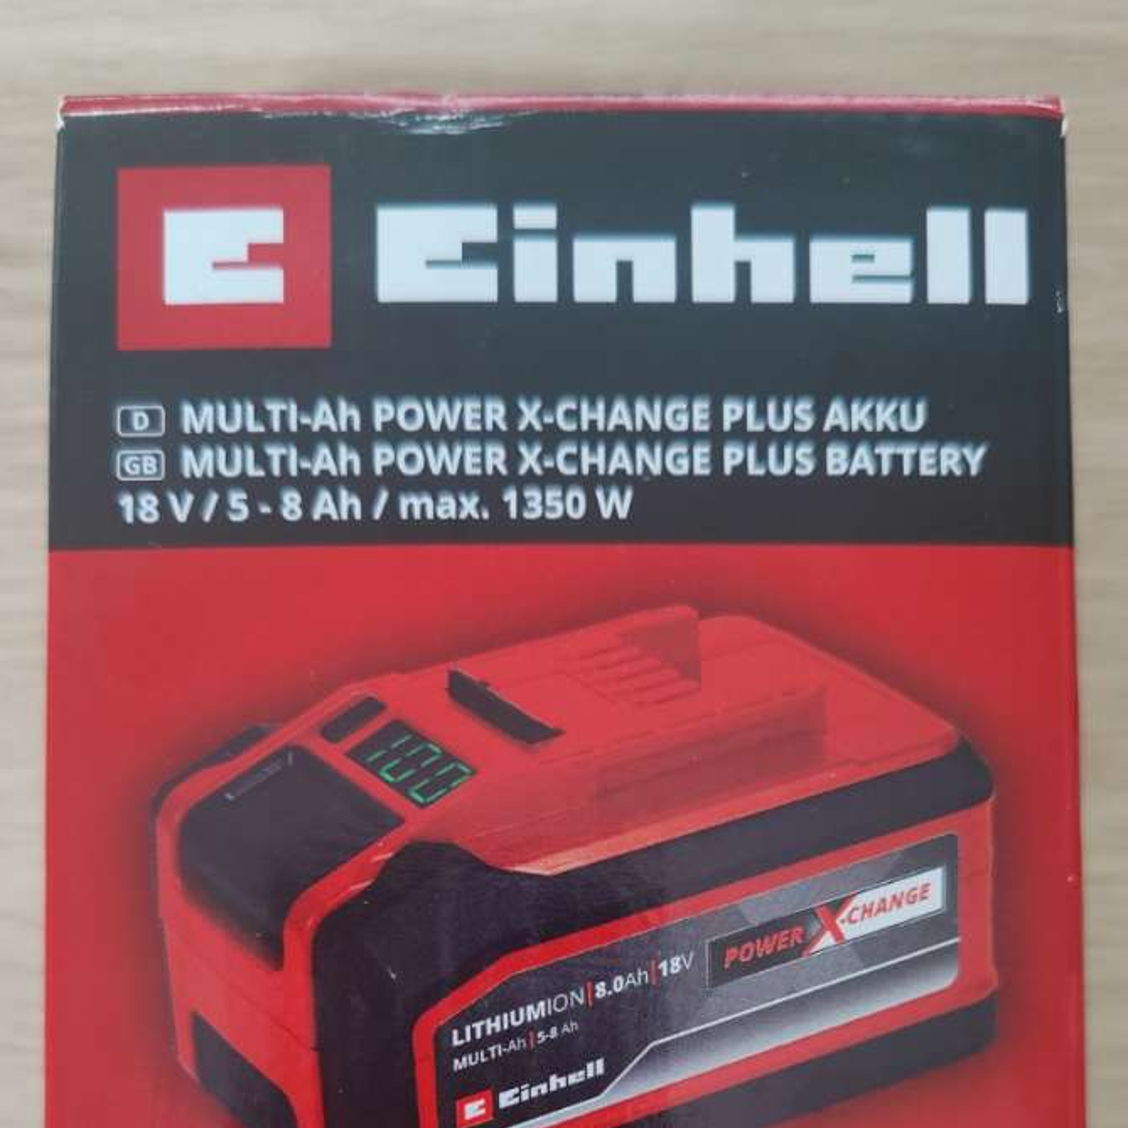 Einhell
D MULTI-Ah POWER X-CHANGE PLUS AKKU
GB MULTI-Ah POWER X-CHANGE PLUS BATTERY
18 V / 5 - 8 Ah / max. 1350 W
100
POWER X-CHANGE
LITHIUMION|8.0Ah|18V
MULTI-Ah|5-8 Ah
Einhell